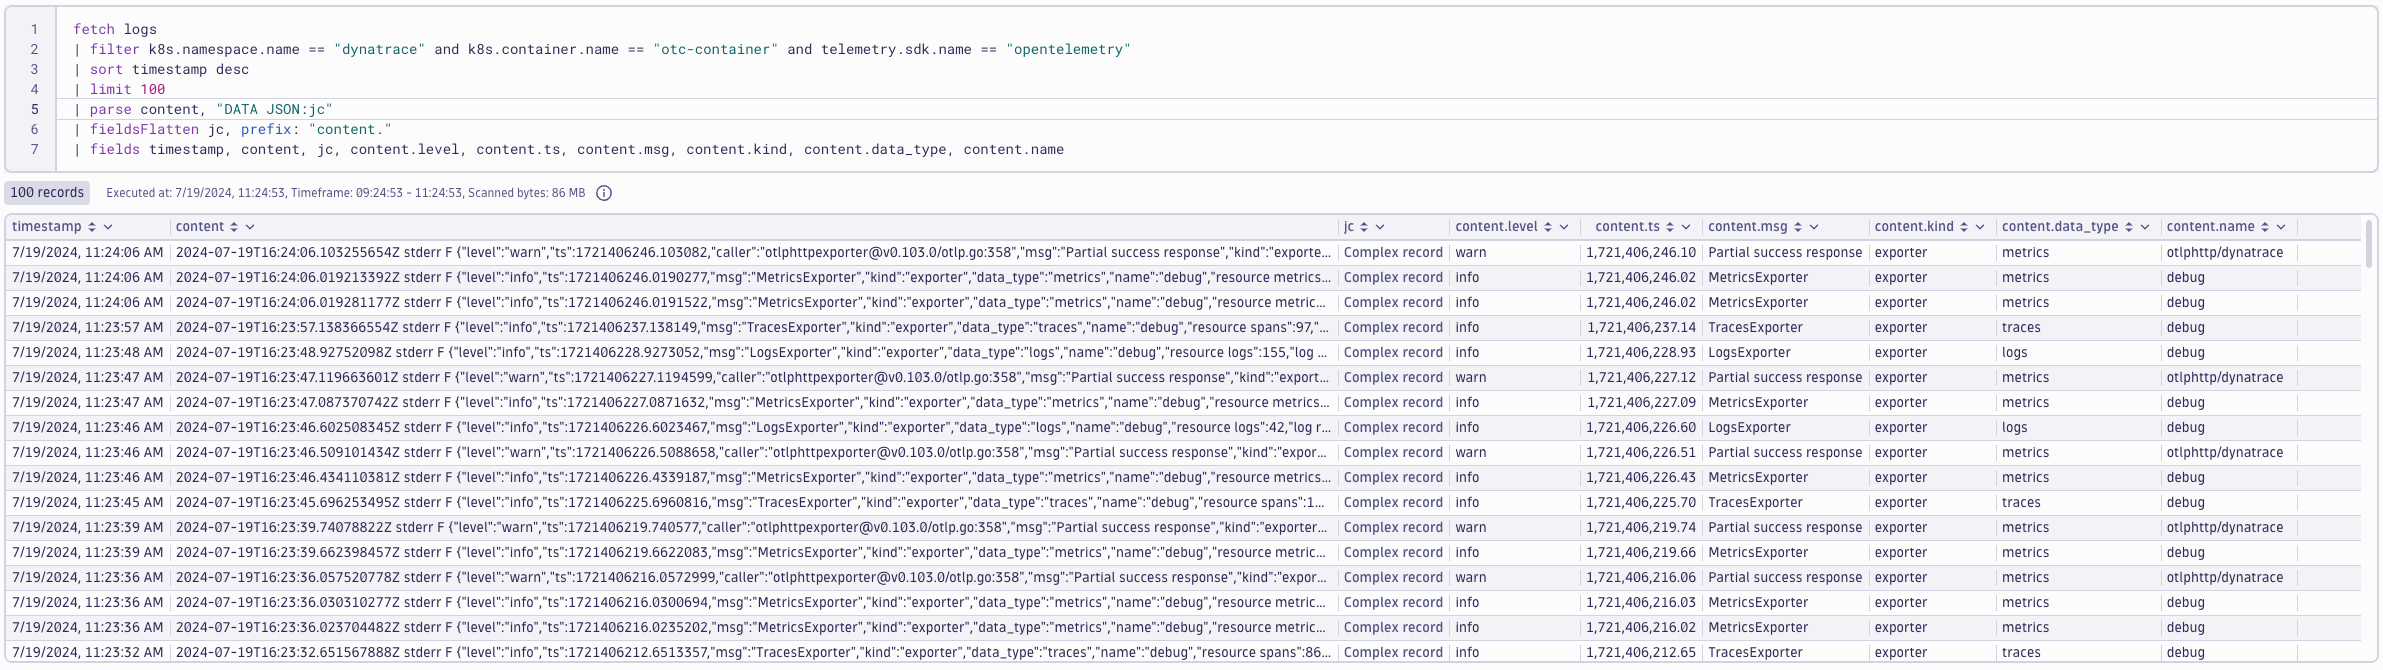 1 fetch logs
2 | filter k8s.namespace.name == "dynatrace" and k8s.container.name == "otc-container" and telemetry.sdk.name == "opentelemetry"
3 | sort timestamp desc
4 | limit 100
5 | parse content, "DATA JSON:jc"
6 | fieldsFlatten jc, prefix: "content."
7 | fields timestamp, content, jc, content.level, content.ts, content.msg, content.kind, content.data_type, content.name
100 records Executed at: 7/19/2024, 11:24:53, Timeframe: 09:24:53 - 11:24:53, Scanned bytes: 86 MB
timestamp content jc content.level content.ts content.msg content.kind content.data_type content.name
7/19/2024, 11:24:06 AM 2024-07-19T16:24:06.103255654Z stderr F {"level":"warn","ts":1721406246.103082,"caller":"otlphttpexporter@v0.103.0/otlp.go:358","msg":"Partial success response","kind":"exporte... Complex record warn 1,721,406,246.10 Partial success response exporter metrics otlphttp/dynatrace
7/19/2024, 11:24:06 AM 2024-07-19T16:24:06.019213392Z stderr F {"level":"info","ts":1721406246.0190277,"msg":"MetricsExporter","kind":"exporter","data_type":"metrics","name":"debug","resource metrics... Complex record info 1,721,406,246.02 MetricsExporter exporter metrics debug
7/19/2024, 11:24:06 AM 2024-07-19T16:24:06.019281177Z stderr F {"level":"info","ts":1721406246.0191522,"msg":"MetricsExporter","kind":"exporter","data_type":"metrics","name":"debug","resource metric... Complex record info 1,721,406,246.02 MetricsExporter exporter metrics debug
7/19/2024, 11:23:57 AM 2024-07-19T16:23:57.138366554Z stderr F {"level":"info","ts":1721406237.138149,"msg":"TracesExporter","kind":"exporter","data_type":"traces","name":"debug","resource spans":97,"... Complex record info 1,721,406,237.14 TracesExporter exporter traces debug
7/19/2024, 11:23:48 AM 2024-07-19T16:23:48.92752098Z stderr F {"level":"info","ts":1721406228.9273052,"msg":"LogsExporter","kind":"exporter","data_type":"logs","name":"debug","resource logs":155,"log ... Complex record info 1,721,406,228.93 LogsExporter exporter logs debug
7/19/2024, 11:23:47 AM 2024-07-19T16:23:47.119663601Z stderr F {"level":"warn","ts":1721406227.1194599,"caller":"otlphttpexporter@v0.103.0/otlp.go:358","msg":"Partial success response","kind":"export... Complex record warn 1,721,406,227.12 Partial success response exporter metrics otlphttp/dynatrace
7/19/2024, 11:23:47 AM 2024-07-19T16:23:47.087370742Z stderr F {"level":"info","ts":1721406227.0871632,"msg":"MetricsExporter","kind":"exporter","data_type":"metrics","name":"debug","resource metrics... Complex record info 1,721,406,227.09 MetricsExporter exporter metrics debug
7/19/2024, 11:23:46 AM 2024-07-19T16:23:46.602508345Z stderr F {"level":"info","ts":1721406226.6023467,"msg":"LogsExporter","kind":"exporter","data_type":"logs","name":"debug","resource logs":42,"log r... Complex record info 1,721,406,226.60 LogsExporter exporter logs debug
7/19/2024, 11:23:46 AM 2024-07-19T16:23:46.509101434Z stderr F {"level":"warn","ts":1721406226.5088658,"caller":"otlphttpexporter@v0.103.0/otlp.go:358","msg":"Partial success response","kind":"expor... Complex record warn 1,721,406,226.51 Partial success response exporter metrics otlphttp/dynatrace
7/19/2024, 11:23:46 AM 2024-07-19T16:23:46.434110381Z stderr F {"level":"info","ts":1721406226.4339187,"msg":"MetricsExporter","kind":"exporter","data_type":"metrics","name":"debug","resource metric... Complex record info 1,721,406,226.43 MetricsExporter exporter metrics debug
7/19/2024, 11:23:45 AM 2024-07-19T16:23:45.696253495Z stderr F {"level":"info","ts":1721406225.6960816,"msg":"TracesExporter","kind":"exporter","data_type":"traces","name":"debug","resource spans":1... Complex record info 1,721,406,225.70 TracesExporter exporter traces debug
7/19/2024, 11:23:39 AM 2024-07-19T16:23:39.74078822Z stderr F {"level":"warn","ts":1721406219.740577,"caller":"otlphttpexporter@v0.103.0/otlp.go:358","msg":"Partial success response","kind":"exporter... Complex record warn 1,721,406,219.74 Partial success response exporter metrics otlphttp/dynatrace
7/19/2024, 11:23:39 AM 2024-07-19T16:23:39.662398457Z stderr F {"level":"info","ts":1721406219.6622083,"msg":"MetricsExporter","kind":"exporter","data_type":"metrics","name":"debug","resource metric... Complex record info 1,721,406,219.66 MetricsExporter exporter metrics debug
7/19/2024, 11:23:36 AM 2024-07-19T16:23:36.057520778Z stderr F {"level":"warn","ts":1721406216.0572999,"caller":"otlphttpexporter@v0.103.0/otlp.go:358","msg":"Partial success response","kind":"expor... Complex record warn 1,721,406,216.06 Partial success response exporter metrics otlphttp/dynatrace
7/19/2024, 11:23:36 AM 2024-07-19T16:23:36.030310277Z stderr F {"level":"info","ts":1721406216.0300694,"msg":"MetricsExporter","kind":"exporter","data_type":"metrics","name":"debug","resource metric... Complex record info 1,721,406,216.03 MetricsExporter exporter metrics debug
7/19/2024, 11:23:36 AM 2024-07-19T16:23:36.023704482Z stderr F {"level":"info","ts":1721406216.0235202,"msg":"MetricsExporter","kind":"exporter","data_type":"metrics","name":"debug","resource metric... Complex record info 1,721,406,216.02 MetricsExporter exporter metrics debug
7/19/2024, 11:23:32 AM 2024-07-19T16:23:32.651567888Z stderr F {"level":"info","ts":1721406212.6513357,"msg":"TracesExporter","kind":"exporter","data_type":"traces","name":"debug","resource spans":86... Complex record info 1,721,406,212.65 TracesExporter exporter traces debug